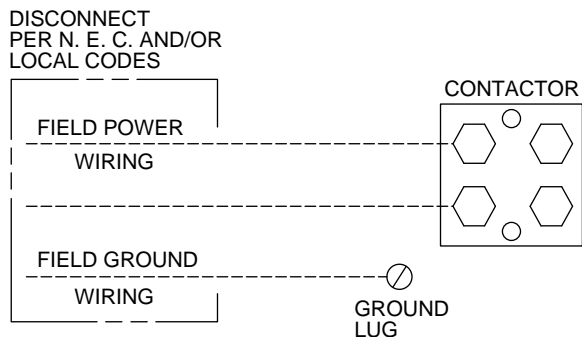 DISCONNECT
PER N. E. C. AND/OR
LOCAL CODES
CONTACTOR
FIELD POWER
WIRING
FIELD GROUND
WIRING
GROUND
LUG